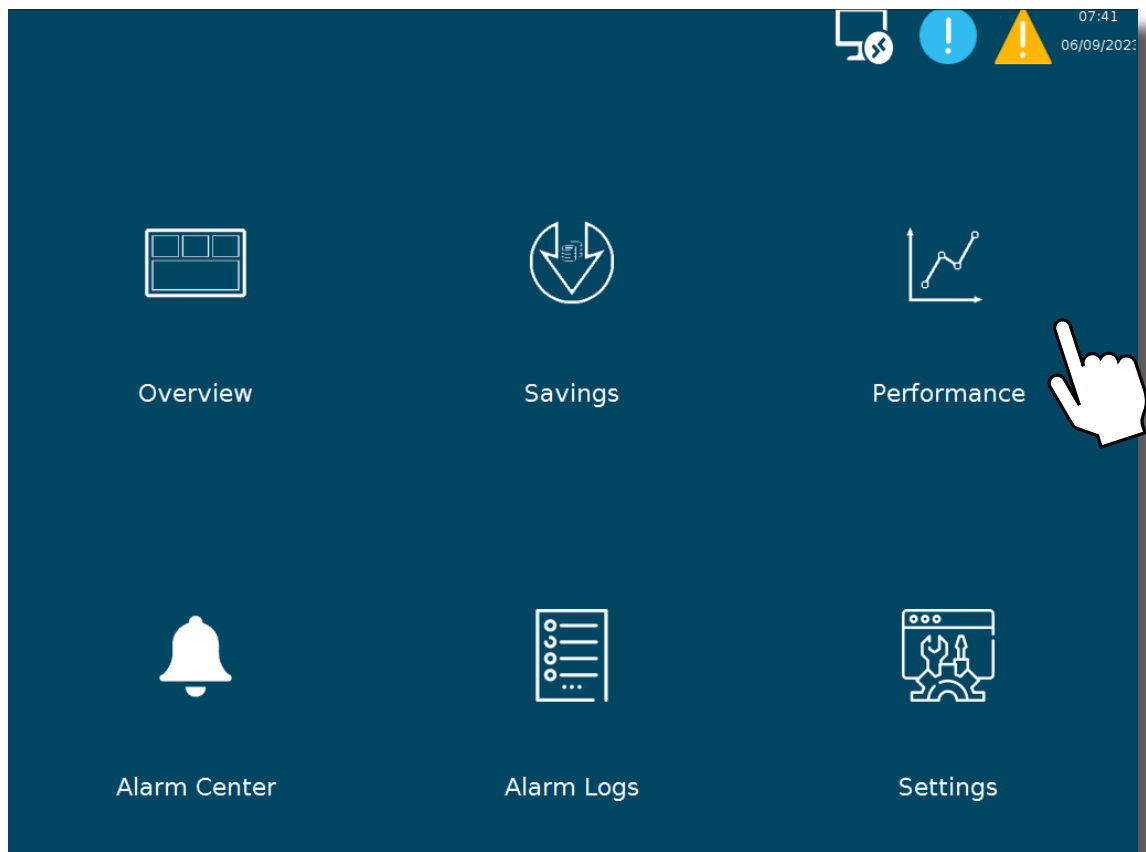 07:41
06/09/2023
Overview
Savings
Performance
Alarm Center
Alarm Logs
Settings